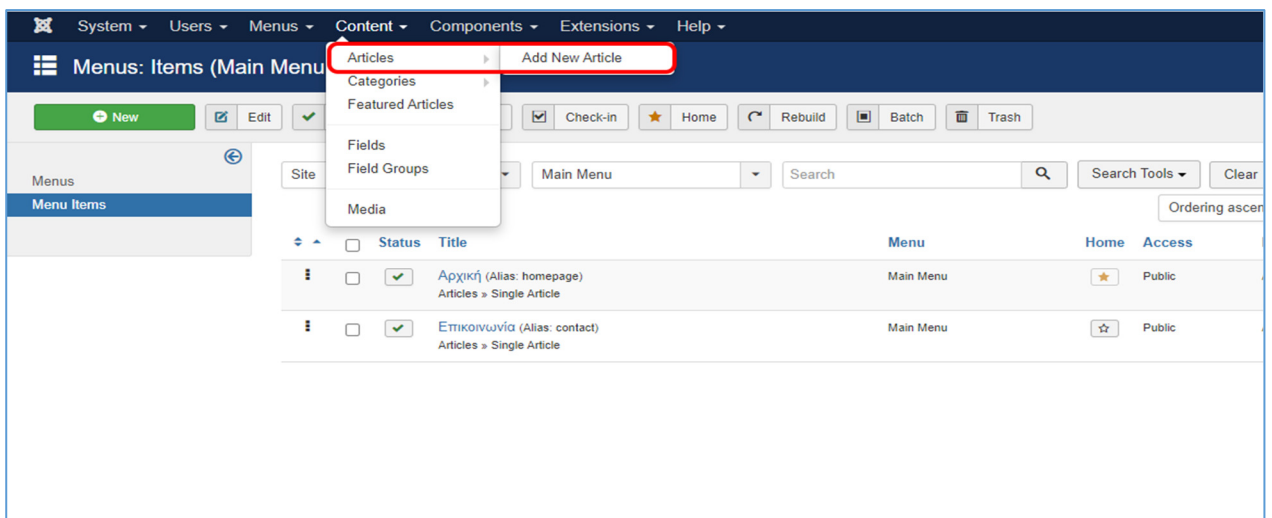 System Users Menus Content Components Extensions Help
Menus: Items (Main Menu
Articles
Add New Article
Categories
Featured Articles
Fields
Field Groups
Media
New Edit Check-in Home Rebuild Batch Trash
Menus
Menu Items
Site Main Menu Search Search Tools Clear
Ordering ascen
Status Title Menu Home Access
Αρχική (Alias: homepage) Main Menu Public
Articles » Single Article
Επικοινωνία (Alias: contact) Main Menu Public
Articles » Single Article